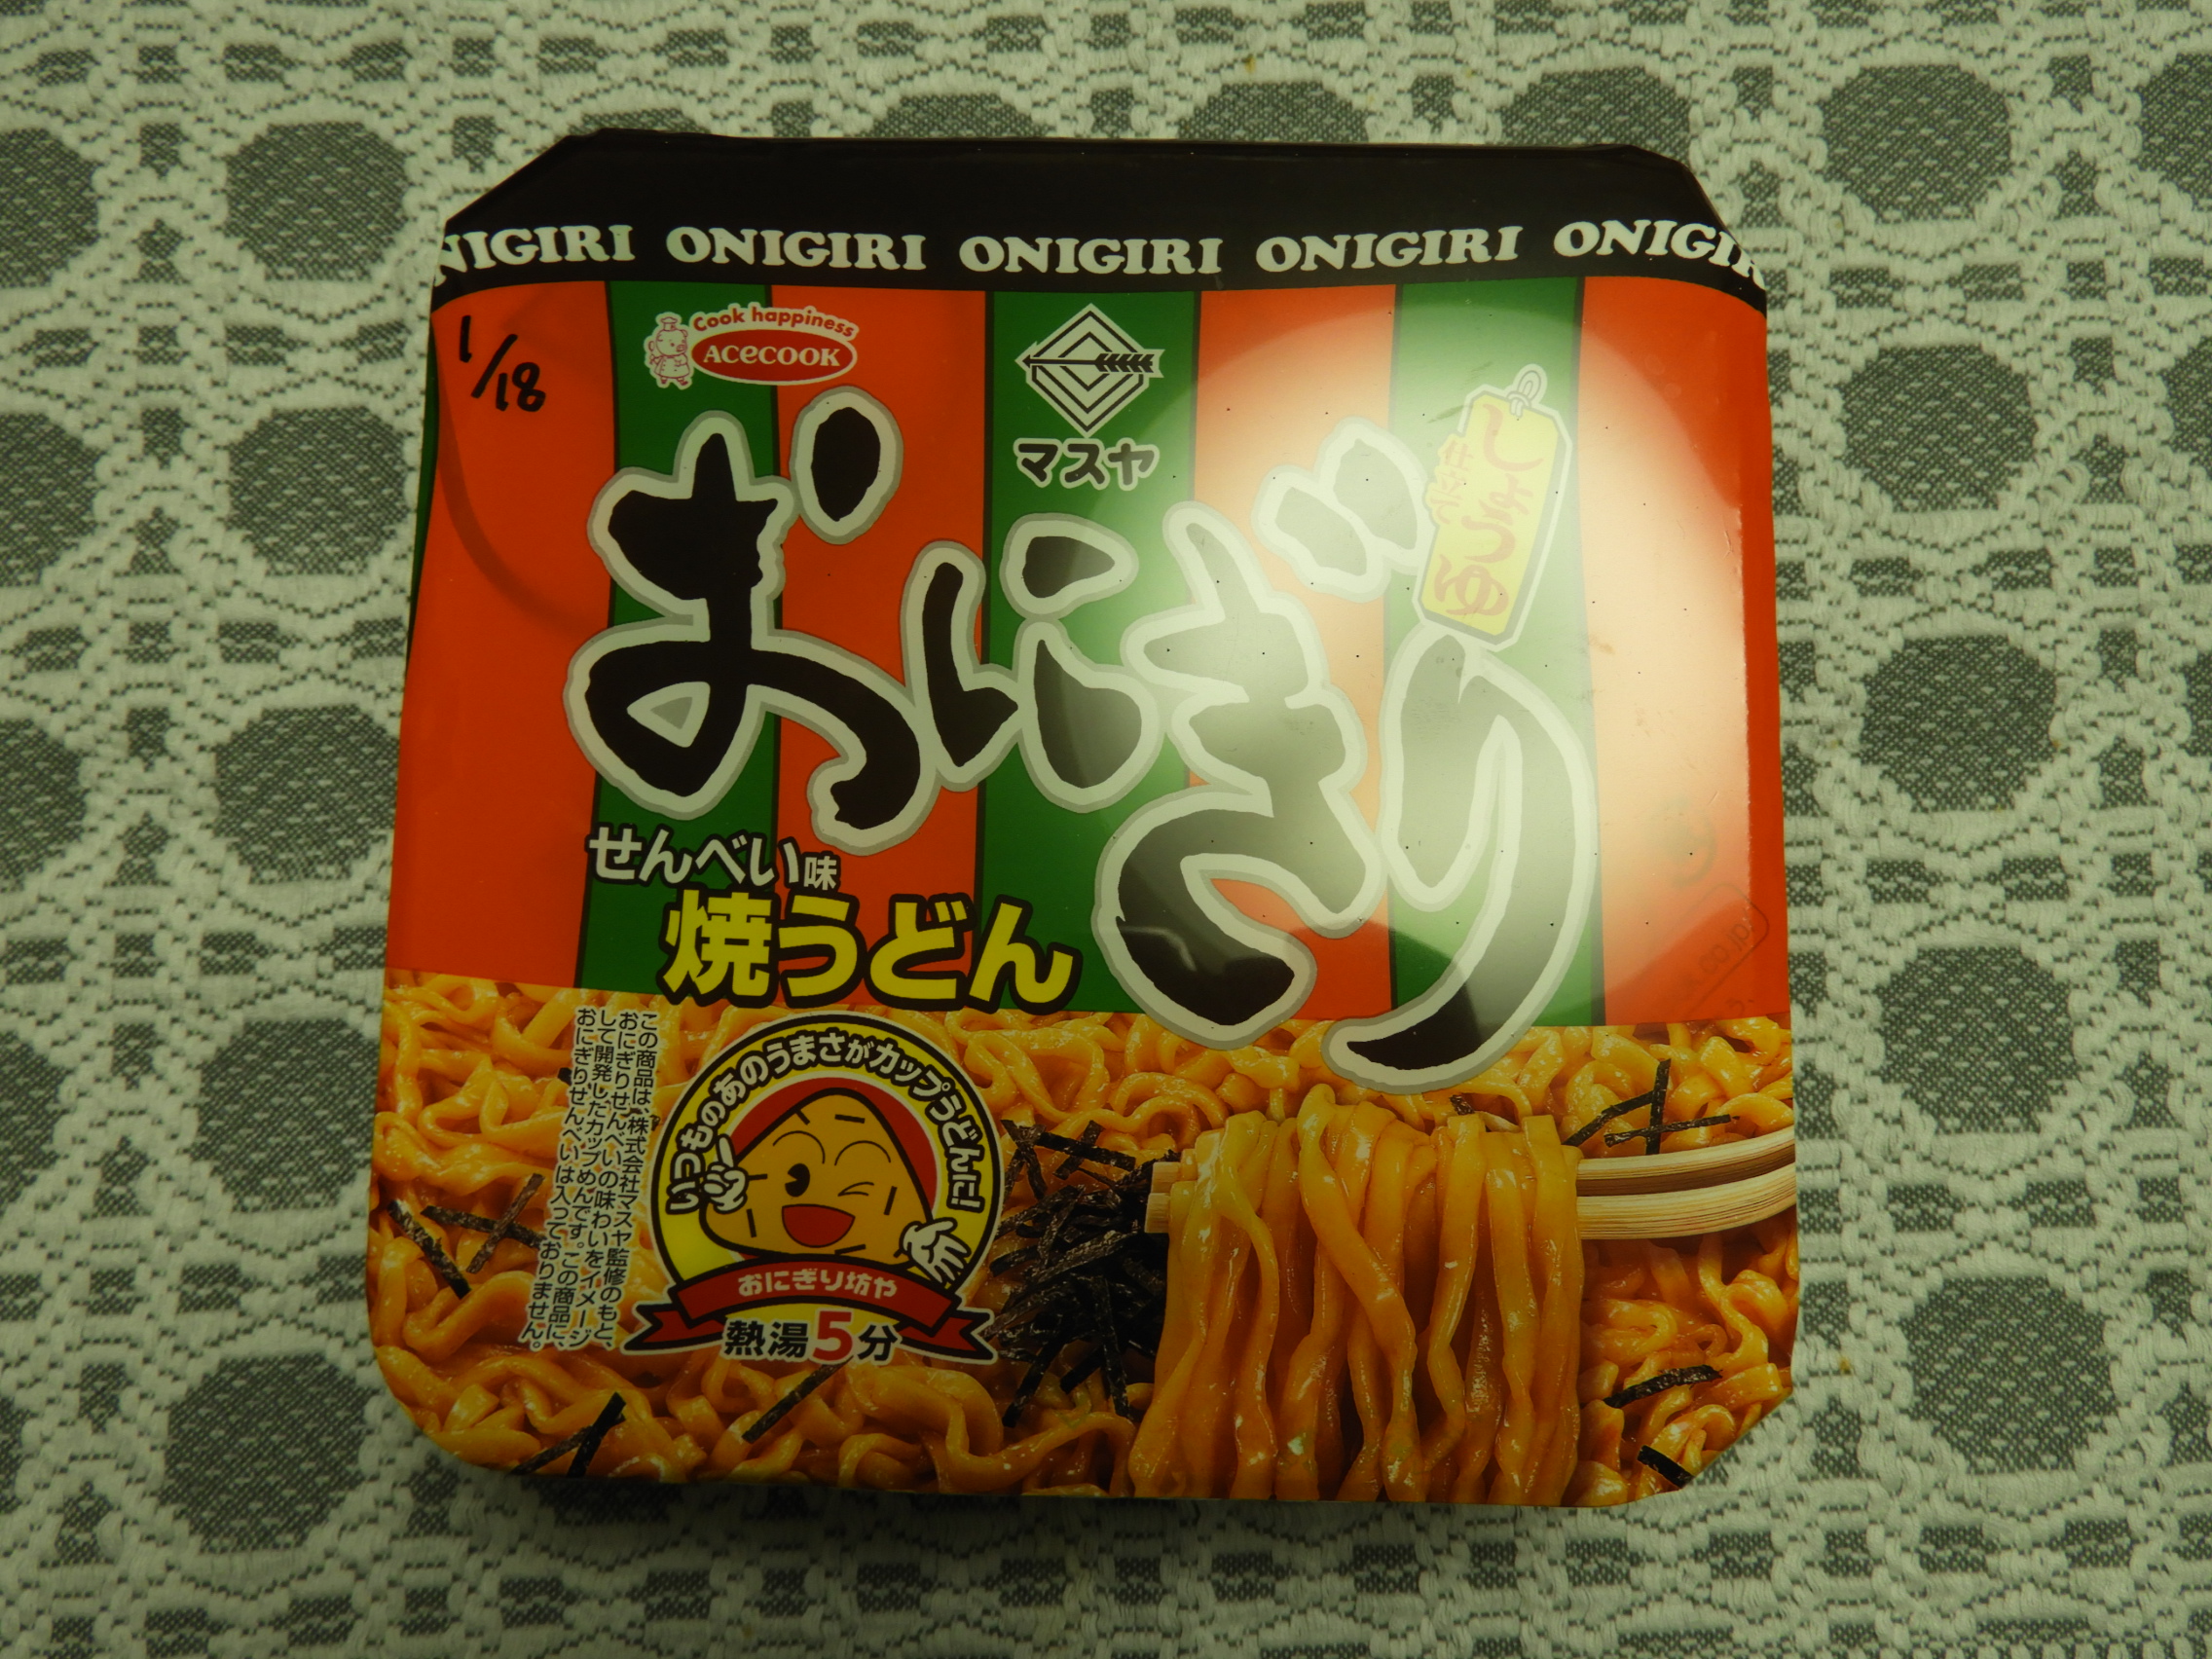 ONIGIRI ONIGIRI ONIGIRI
1/18
Cook happiness
ACECOOK
マスヤ
しょうゆ
仕立て
おにぎり
せんべい味
焼うどん
この商品は、株式会社マスヤ監修のもと、
おにぎりせんべいの味わいをイメージ
して開発したカップめんです。この商品に、
おにぎりせんべいは入っておりません。
いつものあのうまさがカップうどんに!
おにぎり坊や
熱湯5分